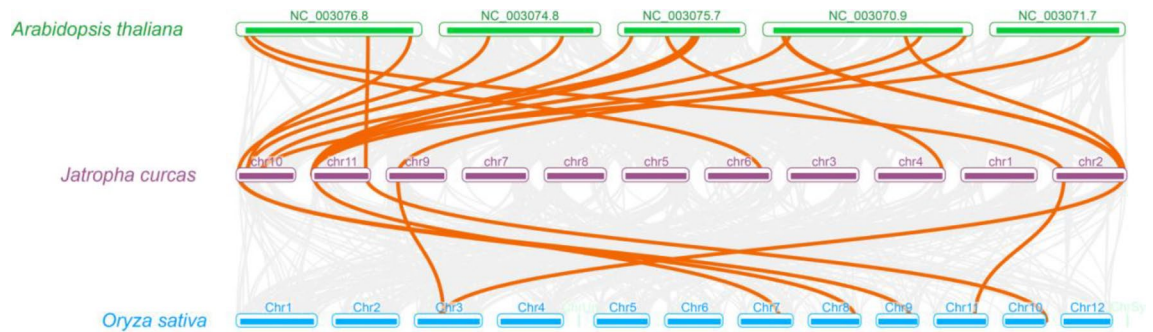 NC_003076.8 NC_003074.8 NC_003075.7 NC_003070.9 NC_003071.7
Arabidopsis thaliana
chr10 chr11 chr9 chr7 chr8 chr5 chr6 chr3 chr4 chr1 chr2
Jatropha curcas
Chr1 Chr2 Chr3 Chr4 Chr5 Chr6 Chr7 Chr8 Chr9 Chr11 Chr10 Chr12 ChrSy
Oryza sativa